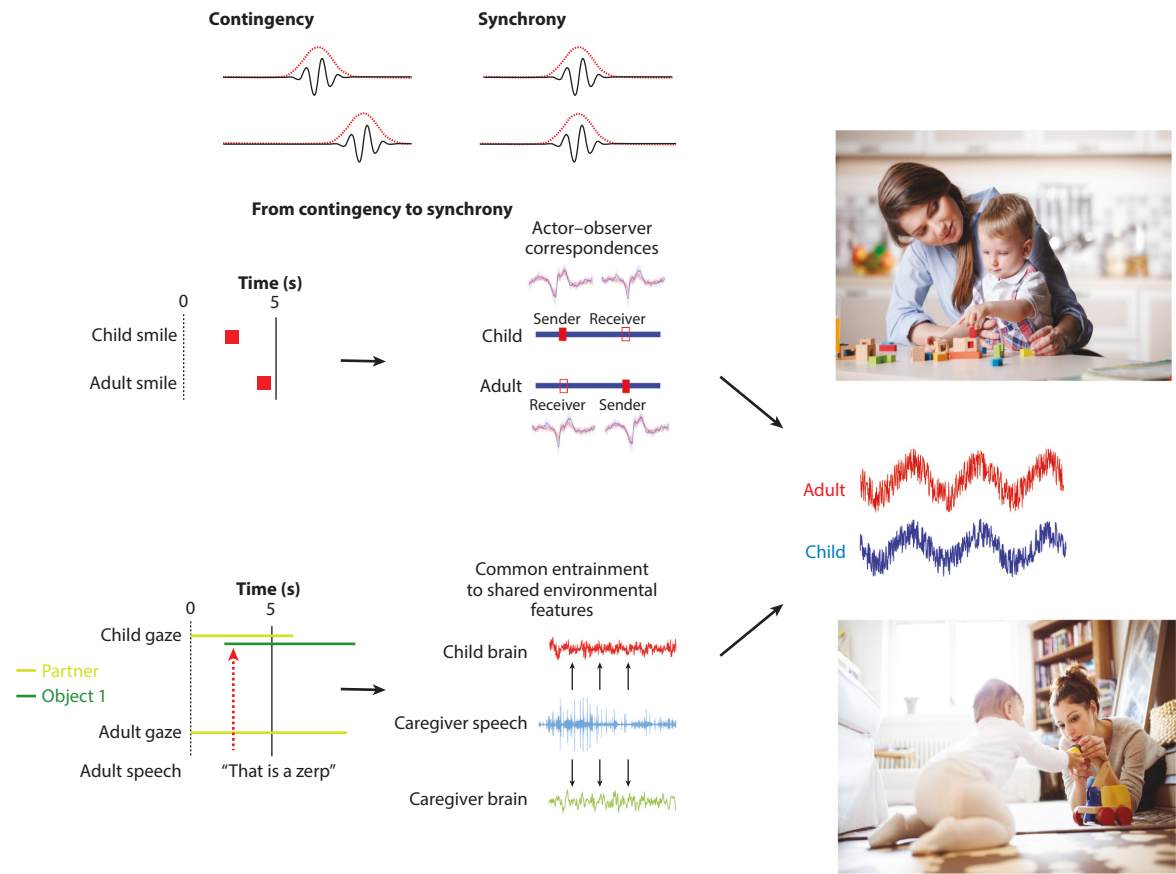 Contingency
Synchrony
From contingency to synchrony
Time (s)
0
5
Child smile
Adult smile
Actor–observer
correspondences
Sender
Receiver
Child
Adult
Receiver
Sender
Adult
Child
Time (s)
0
5
Child gaze
Partner
Object 1
Adult gaze
Adult speech
“That is a zerp”
Common entrainment
to shared environmental
features
Child brain
Caregiver speech
Caregiver brain